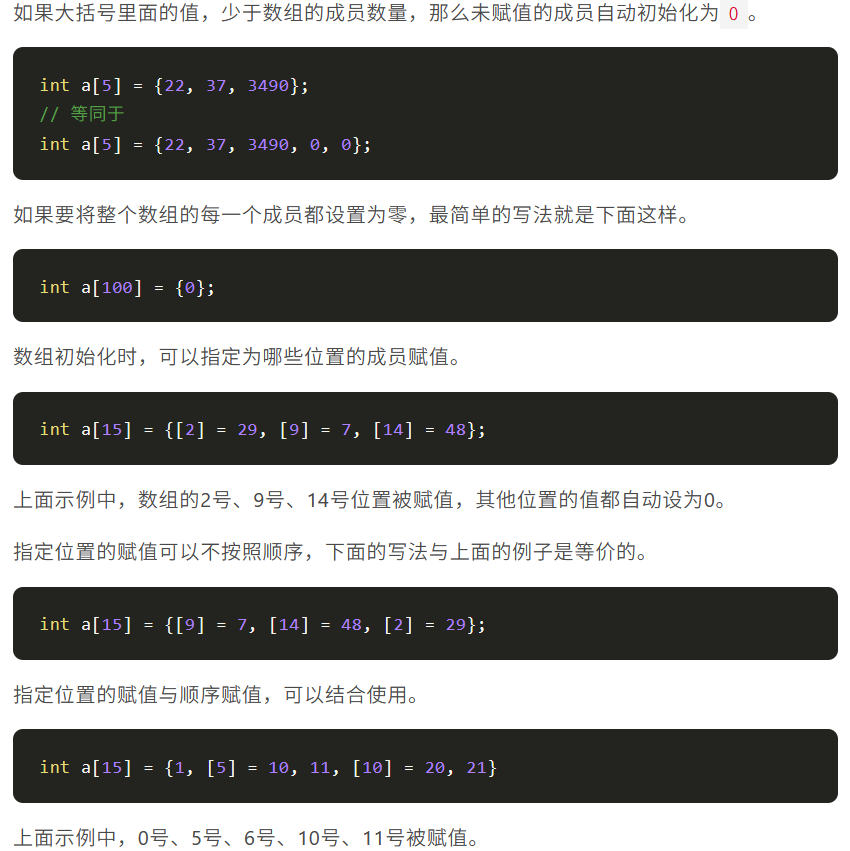 如果大括号里面的值，少于数组的成员数量，那么未赋值的成员自动初始化为 0 。
int a[5] = {22, 37, 3490};
// 等同于
int a[5] = {22, 37, 3490, 0, 0};
如果要将整个数组的每一个成员都设置为零，最简单的写法就是下面这样。
int a[100] = {0};
数组初始化时，可以指定为哪些位置的成员赋值。
int a[15] = {[2] = 29, [9] = 7, [14] = 48};
上面示例中，数组的2号、9号、14号位置被赋值，其他位置的值都自动设为0。
指定位置的赋值可以不按照顺序，下面的写法与上面的例子是等价的。
int a[15] = {[9] = 7, [14] = 48, [2] = 29};
指定位置的赋值与顺序赋值，可以结合使用。
int a[15] = {1, [5] = 10, 11, [10] = 20, 21}
上面示例中，0号、5号、6号、10号、11号被赋值。